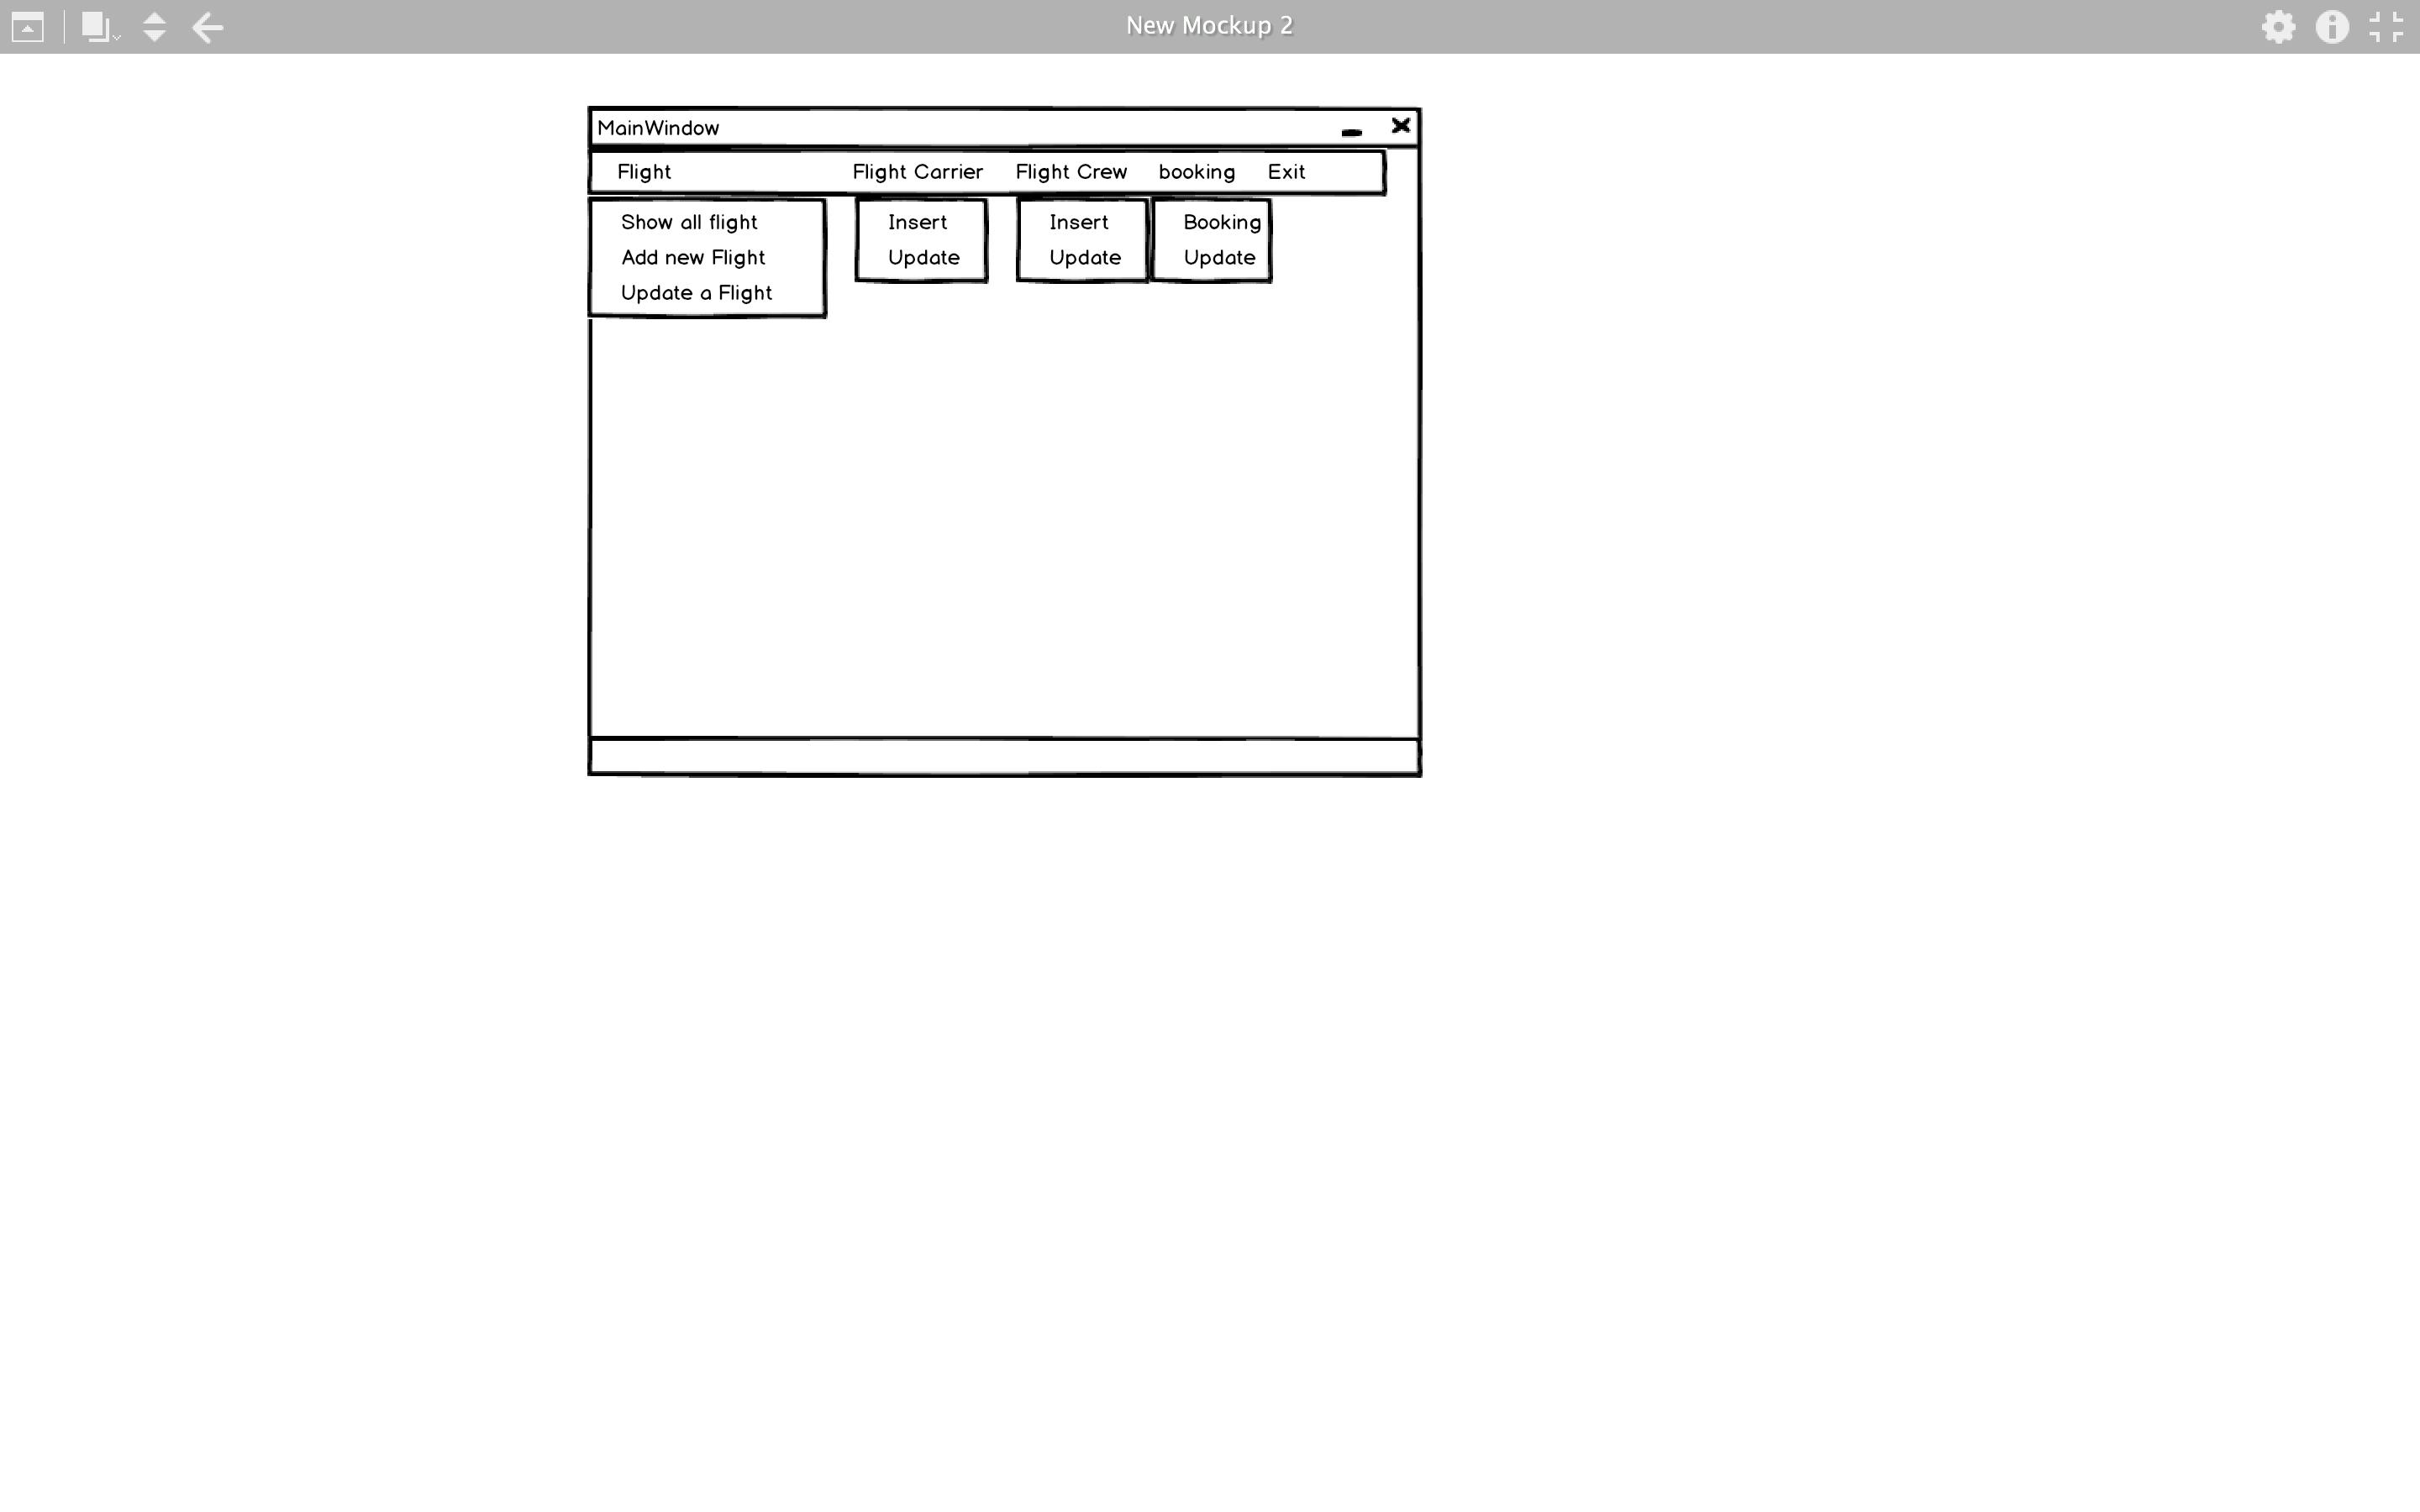 New Mockup 2
MainWindow
Flight Flight Carrier Flight Crew booking Exit
Show all flight
Add new Flight
Update a Flight
Insert
Update
Insert
Update
Booking
Update